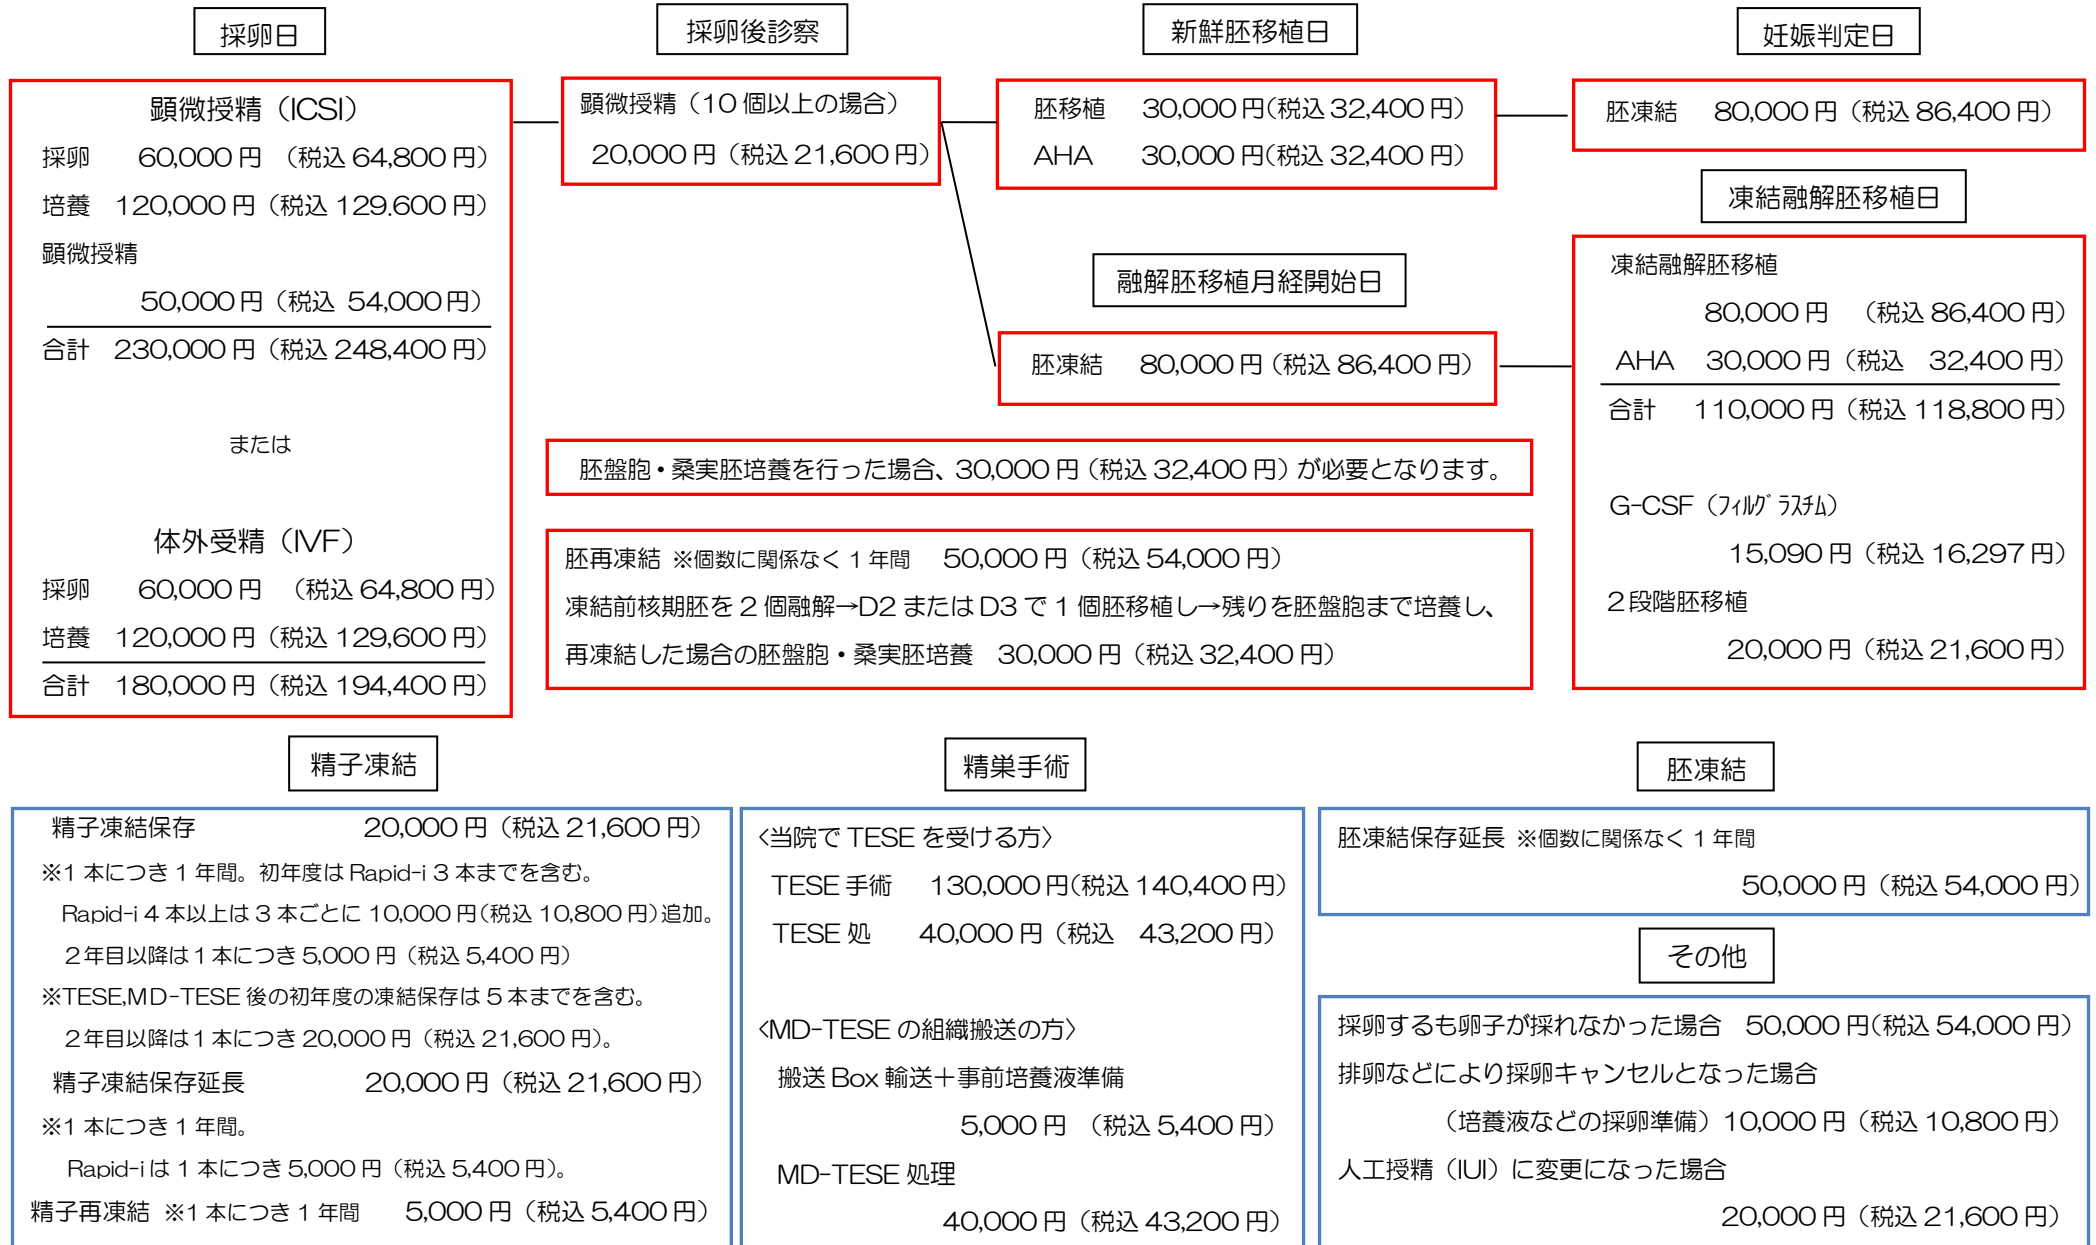 採卵日
顕微授精（ICSI）
採卵 60,000円 （税込 64,800円）
培養 120,000円（税込 129.600円）
顕微授精
50,000円（税込 54,000円）
合計 230,000円（税込 248,400円）
または
体外受精（IVF）
採卵 60,000円 （税込 64,800円）
培養 120,000円（税込 129,600円）
合計 180,000円（税込 194,400円）
採卵後診察
顕微授精（10個以上の場合）
20,000円（税込 21,600円）
新鮮胚移植日
胚移植 30,000円（税込 32,400円）
AHA 30,000円（税込 32,400円）
妊娠判定日
胚凍結 80,000円（税込 86,400円）
融解胚移植月経開始日
胚凍結 80,000円（税込 86,400円）
凍結融解胚移植日
凍結融解胚移植
80,000円 （税込 86,400円）
AHA 30,000円（税込 32,400円）
合計 110,000円（税込 118,800円）
G-CSF（ﾌｨﾙｸﾞﾗｽﾁﾑ）
15,090円（税込 16,297円）
2段階胚移植
20,000円（税込 21,600円）
胚盤胞・桑実胚培養を行った場合、30,000円（税込 32,400円）が必要となります。
胚再凍結 ※個数に関係なく1年間 50,000円（税込 54,000円）
凍結前核期胚を2個融解→D2またはD3で1個胚移植し→残りを胚盤胞まで培養し、
再凍結した場合の胚盤胞・桑実胚培養 30,000円（税込 32,400円）
精子凍結
精子凍結保存 20,000円（税込 21,600円）
※1本につき1年間。初年度はRapid-i 3本までを含む。
Rapid-i 4本以上は3本ごとに10,000円（税込 10,800円）追加。
2年目以降は1本につき5,000円（税込 5,400円）
※TESE,MD-TESE後の初年度の凍結保存は5本までを含む。
2年目以降は1本につき20,000円（税込 21,600円）。
精子凍結保存延長 20,000円（税込 21,600円）
※1本につき1年間。
Rapid-iは1本につき5,000円（税込 5,400円）。
精子再凍結 ※1本につき1年間 5,000円（税込 5,400円）
精巣手術
〈当院でTESEを受ける方〉
TESE手術 130,000円（税込 140,400円）
TESE処 40,000円（税込 43,200円）
〈MD-TESEの組織搬送の方〉
搬送Box輸送＋事前培養液準備
5,000円 （税込 5,400円）
MD-TESE処理
40,000円（税込 43,200円）
胚凍結
胚凍結保存延長 ※個数に関係なく1年間
50,000円（税込 54,000円）
その他
採卵するも卵子が採れなかった場合 50,000円（税込 54,000円）
排卵などにより採卵キャンセルとなった場合
（培養液などの採卵準備）10,000円（税込 10,800円）
人工授精（IUI）に変更になった場合
20,000円（税込 21,600円）